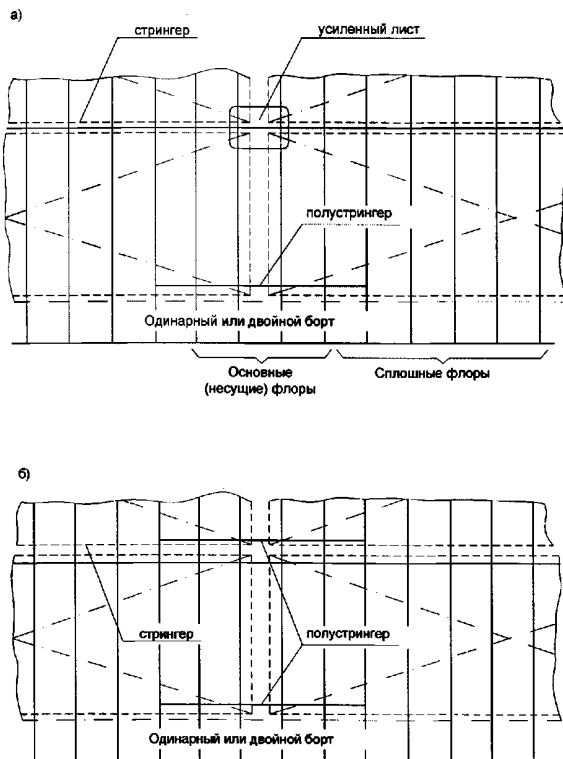 а)
стрингер
усиленный лист
полустрингер
Одинарный или двойной борт
Основные
(несущие) флоры
Сплошные флоры
б)
стрингер
полустрингер
Одинарный или двойной борт